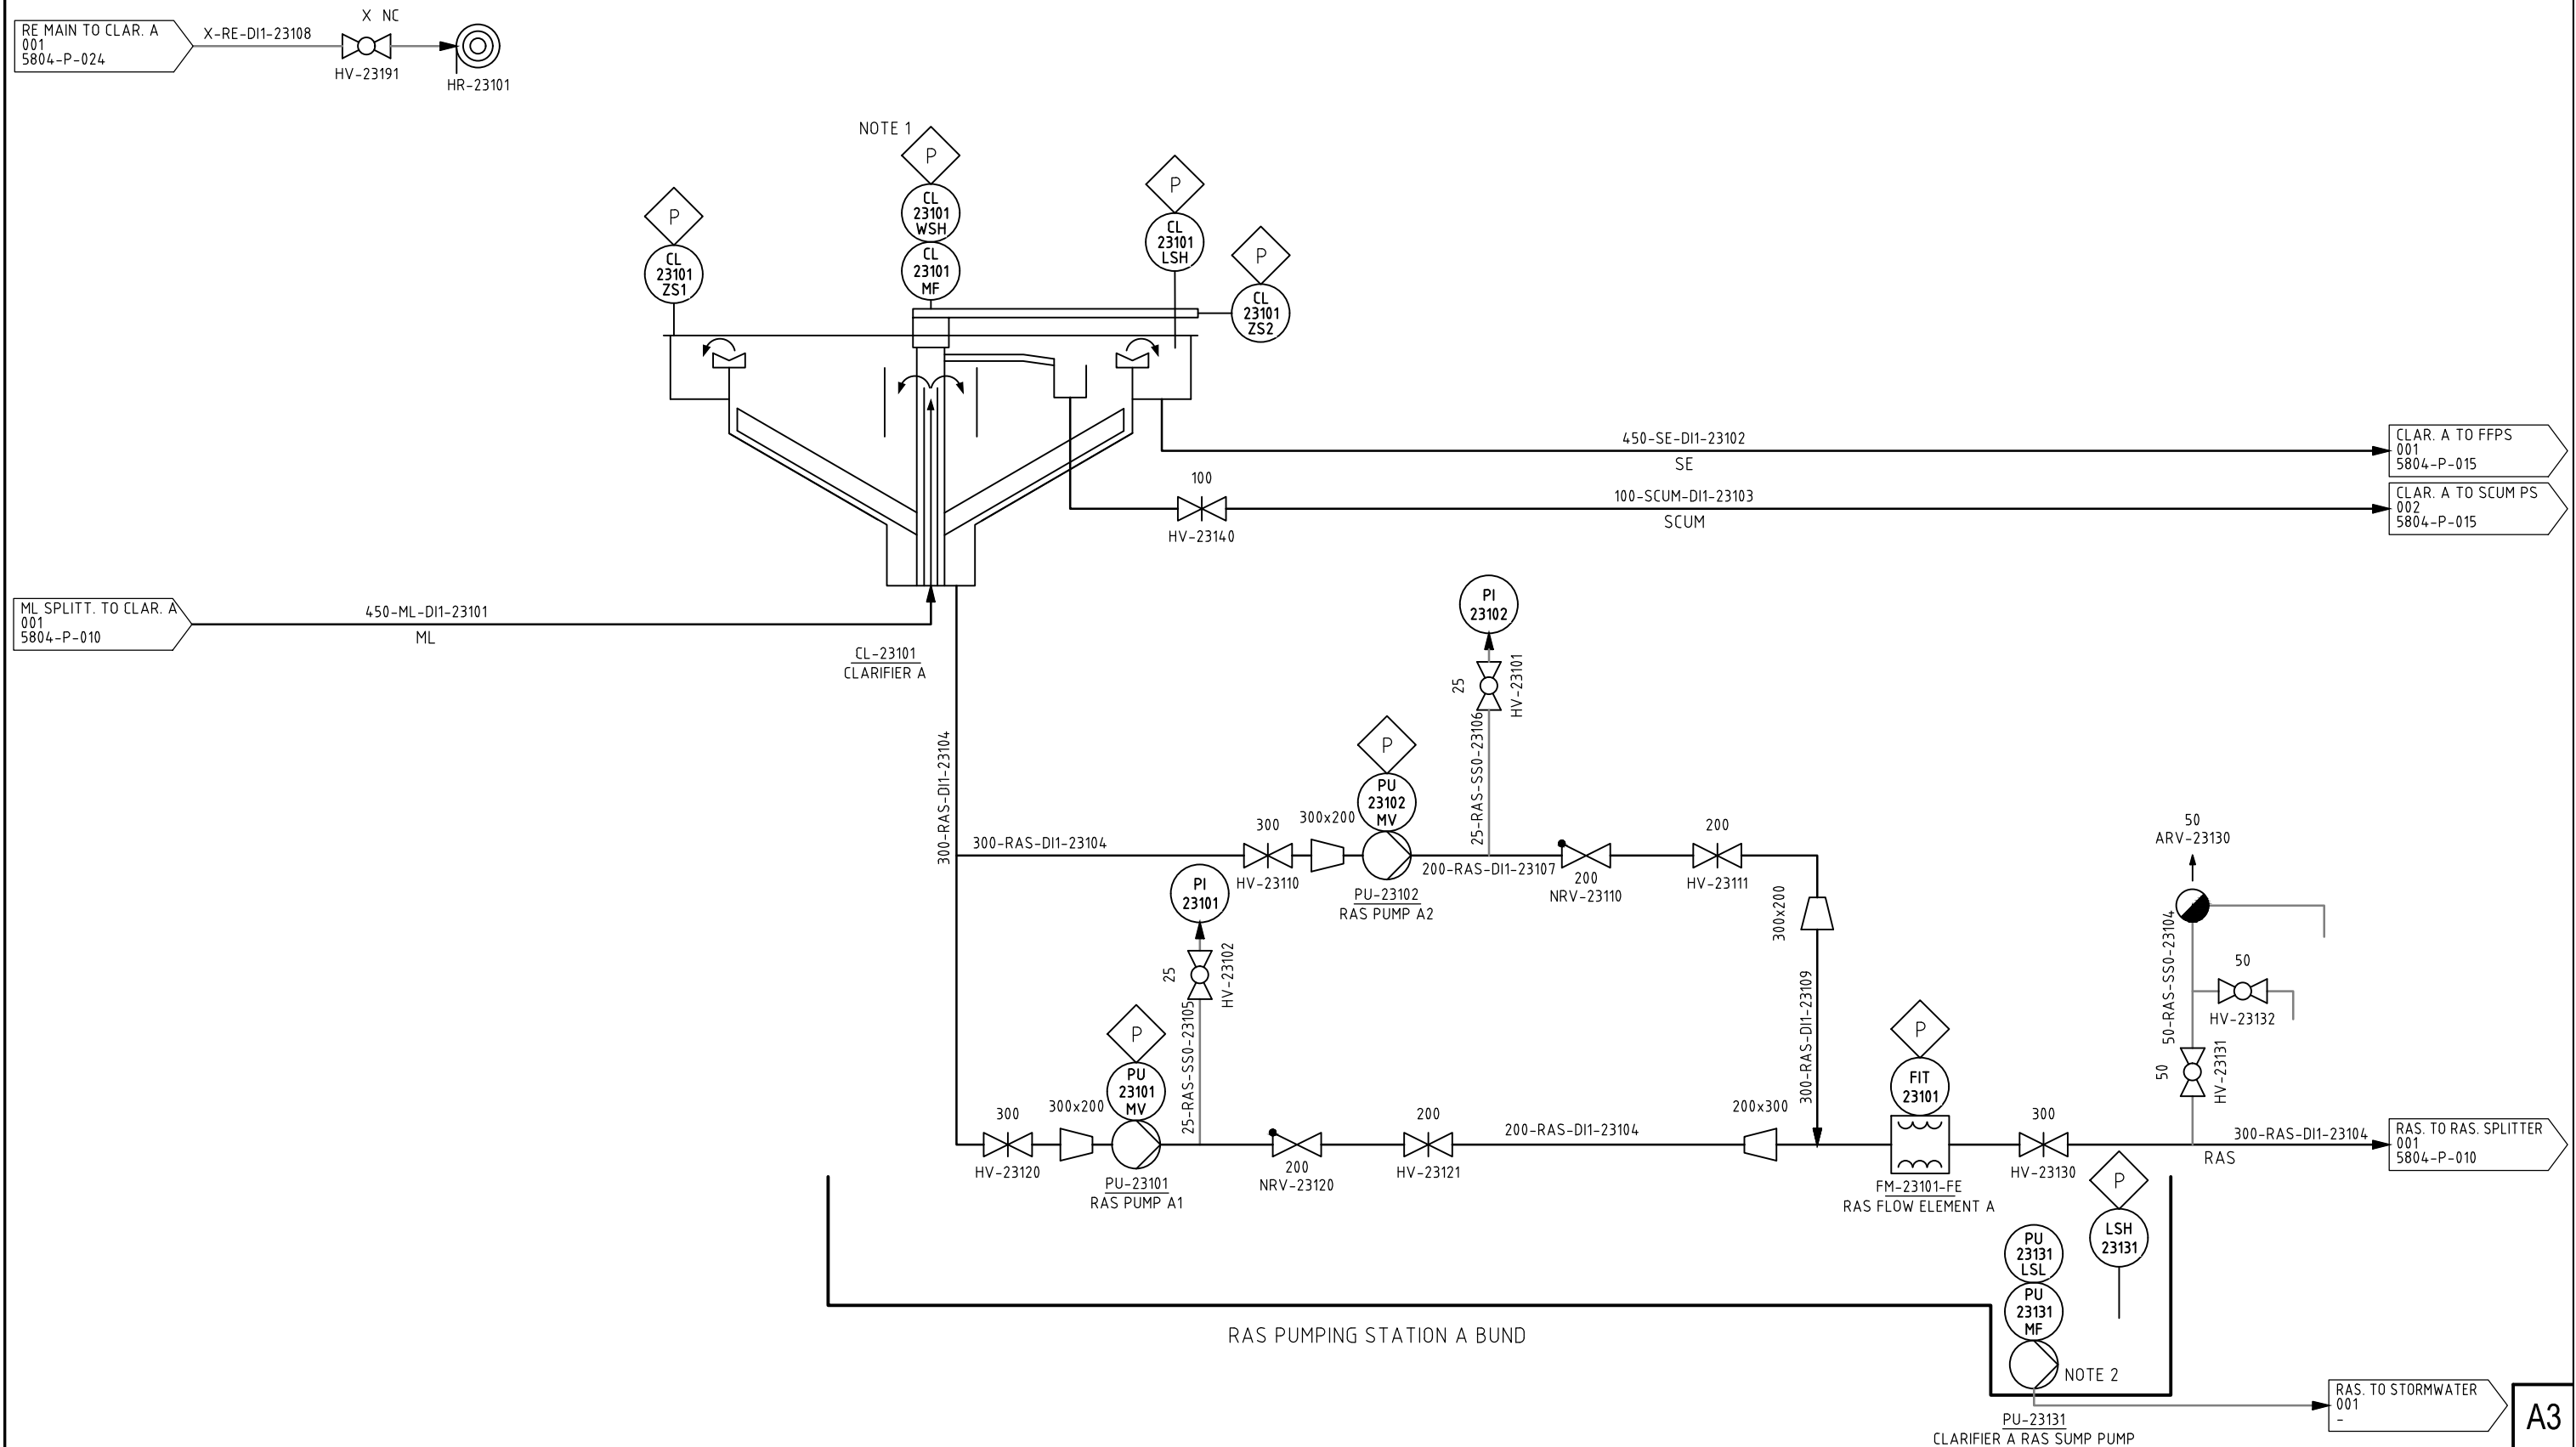 RE MAIN TO CLAR. A
001
5804-P-024
X-RE-DI1-23108
X NC
HV-23191
HR-23101
NOTE 1
P
CL
23101
WSH
CL
23101
MF
P
CL
23101
ZS1
P
CL
23101
LSH
P
CL
23101
ZS2
450-SE-DI1-23102
SE
CLAR. A TO FFPS
001
5804-P-015
100
HV-23140
100-SCUM-DI1-23103
SCUM
CLAR. A TO SCUM PS
002
5804-P-015
ML SPLITT. TO CLAR. A
001
5804-P-010
450-ML-DI1-23101
ML
CL-23101
CLARIFIER A
300-RAS-DI1-23104
PI
23102
25
HV-23101
25-RAS-SS0-23106
P
PU
23102
MV
300-RAS-DI1-23104
300
HV-23110
300x200
PU-23102
RAS PUMP A2
200-RAS-DI1-23107
200
NRV-23110
200
HV-23111
300x200
300-RAS-DI1-23109
PI
23101
25
HV-23102
25-RAS-SS0-23105
P
PU
23101
MV
300
HV-23120
300x200
PU-23101
RAS PUMP A1
200
NRV-23120
200
HV-23121
200-RAS-DI1-23104
200x300
P
FIT
23101
FM-23101-FE
RAS FLOW ELEMENT A
300
HV-23130
50
ARV-23130
50-RAS-SS0-23104
50
HV-23132
50
HV-23131
300-RAS-DI1-23104
RAS
RAS. TO RAS. SPLITTER
001
5804-P-010
P
LSH
23131
PU
23131
LSL
PU
23131
MF
NOTE 2
RAS PUMPING STATION A BUND
PU-23131
CLARIFIER A RAS SUMP PUMP
RAS. TO STORMWATER
001
-
A3